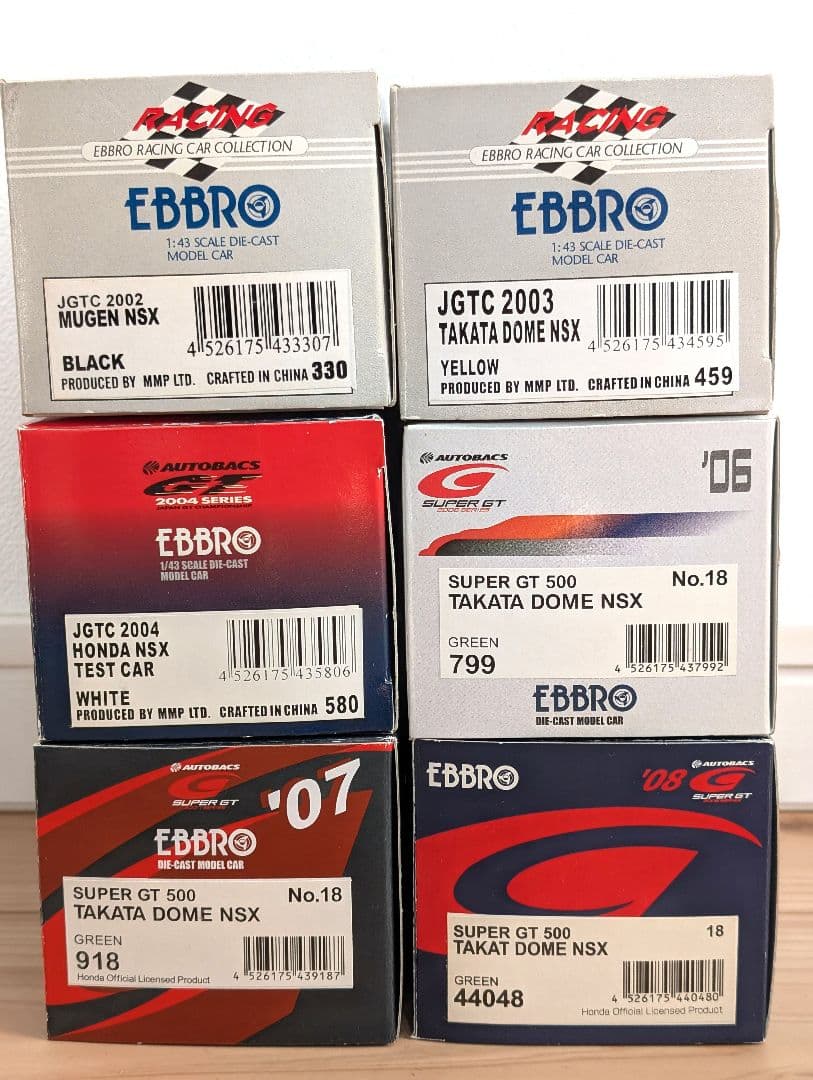 RACING
EBBRO RACING CAR COLLECTION
EBBRO
1:43 SCALE DIE-CAST
MODEL CAR
JGTC 2002
MUGEN NSX
4 526175 433307
BLACK
PRODUCED BY MMP LTD. CRAFTED IN CHINA 330
RACING
EBBRO RACING CAR COLLECTION
EBBRO
1:43 SCALE DIE-CAST
MODEL CAR
JGTC 2003
TAKATA DOME NSX
4 526175 434595
YELLOW
PRODUCED BY MMP LTD. CRAFTED IN CHINA 459
AUTOBACS
GT
2004 SERIES
JAPAN GT CHAMPIONSHIP
EBBRO
1/43 SCALE DIE-CAST
MODEL CAR
JGTC 2004
HONDA NSX
TEST CAR
4 526175 435806
WHITE
PRODUCED BY MMP LTD. CRAFTED IN CHINA 580
AUTOBACS
SUPER GT
2006 SERIES
'06
SUPER GT 500 No.18
TAKATA DOME NSX
GREEN
799
4 526175 437992
EBBRO
DIE-CAST MODEL CAR
AUTOBACS
SUPER GT
'07
EBBRO
DIE-CAST MODEL CAR
SUPER GT 500 No.18
TAKATA DOME NSX
GREEN
918
4 526175 439187
Honda Official Licensed Product
EBBRO
'08
AUTOBACS
SUPER GT
SUPER GT 500 18
TAKAT DOME NSX
GREEN
44048
4 526175 440480
Honda Official Licensed Product